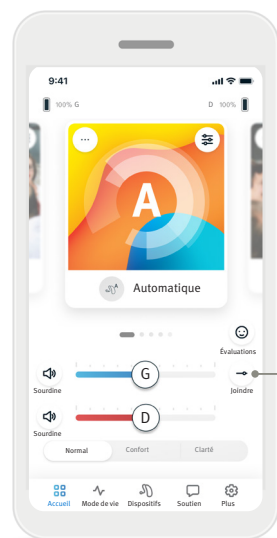 9:41
100% G
D 100%
A
Automatique
Évaluations
G
Sourdine
Joindre
D
Sourdine
Normal Confort Clarté
Accueil Mode de vie Dispositifs Soutien Plus